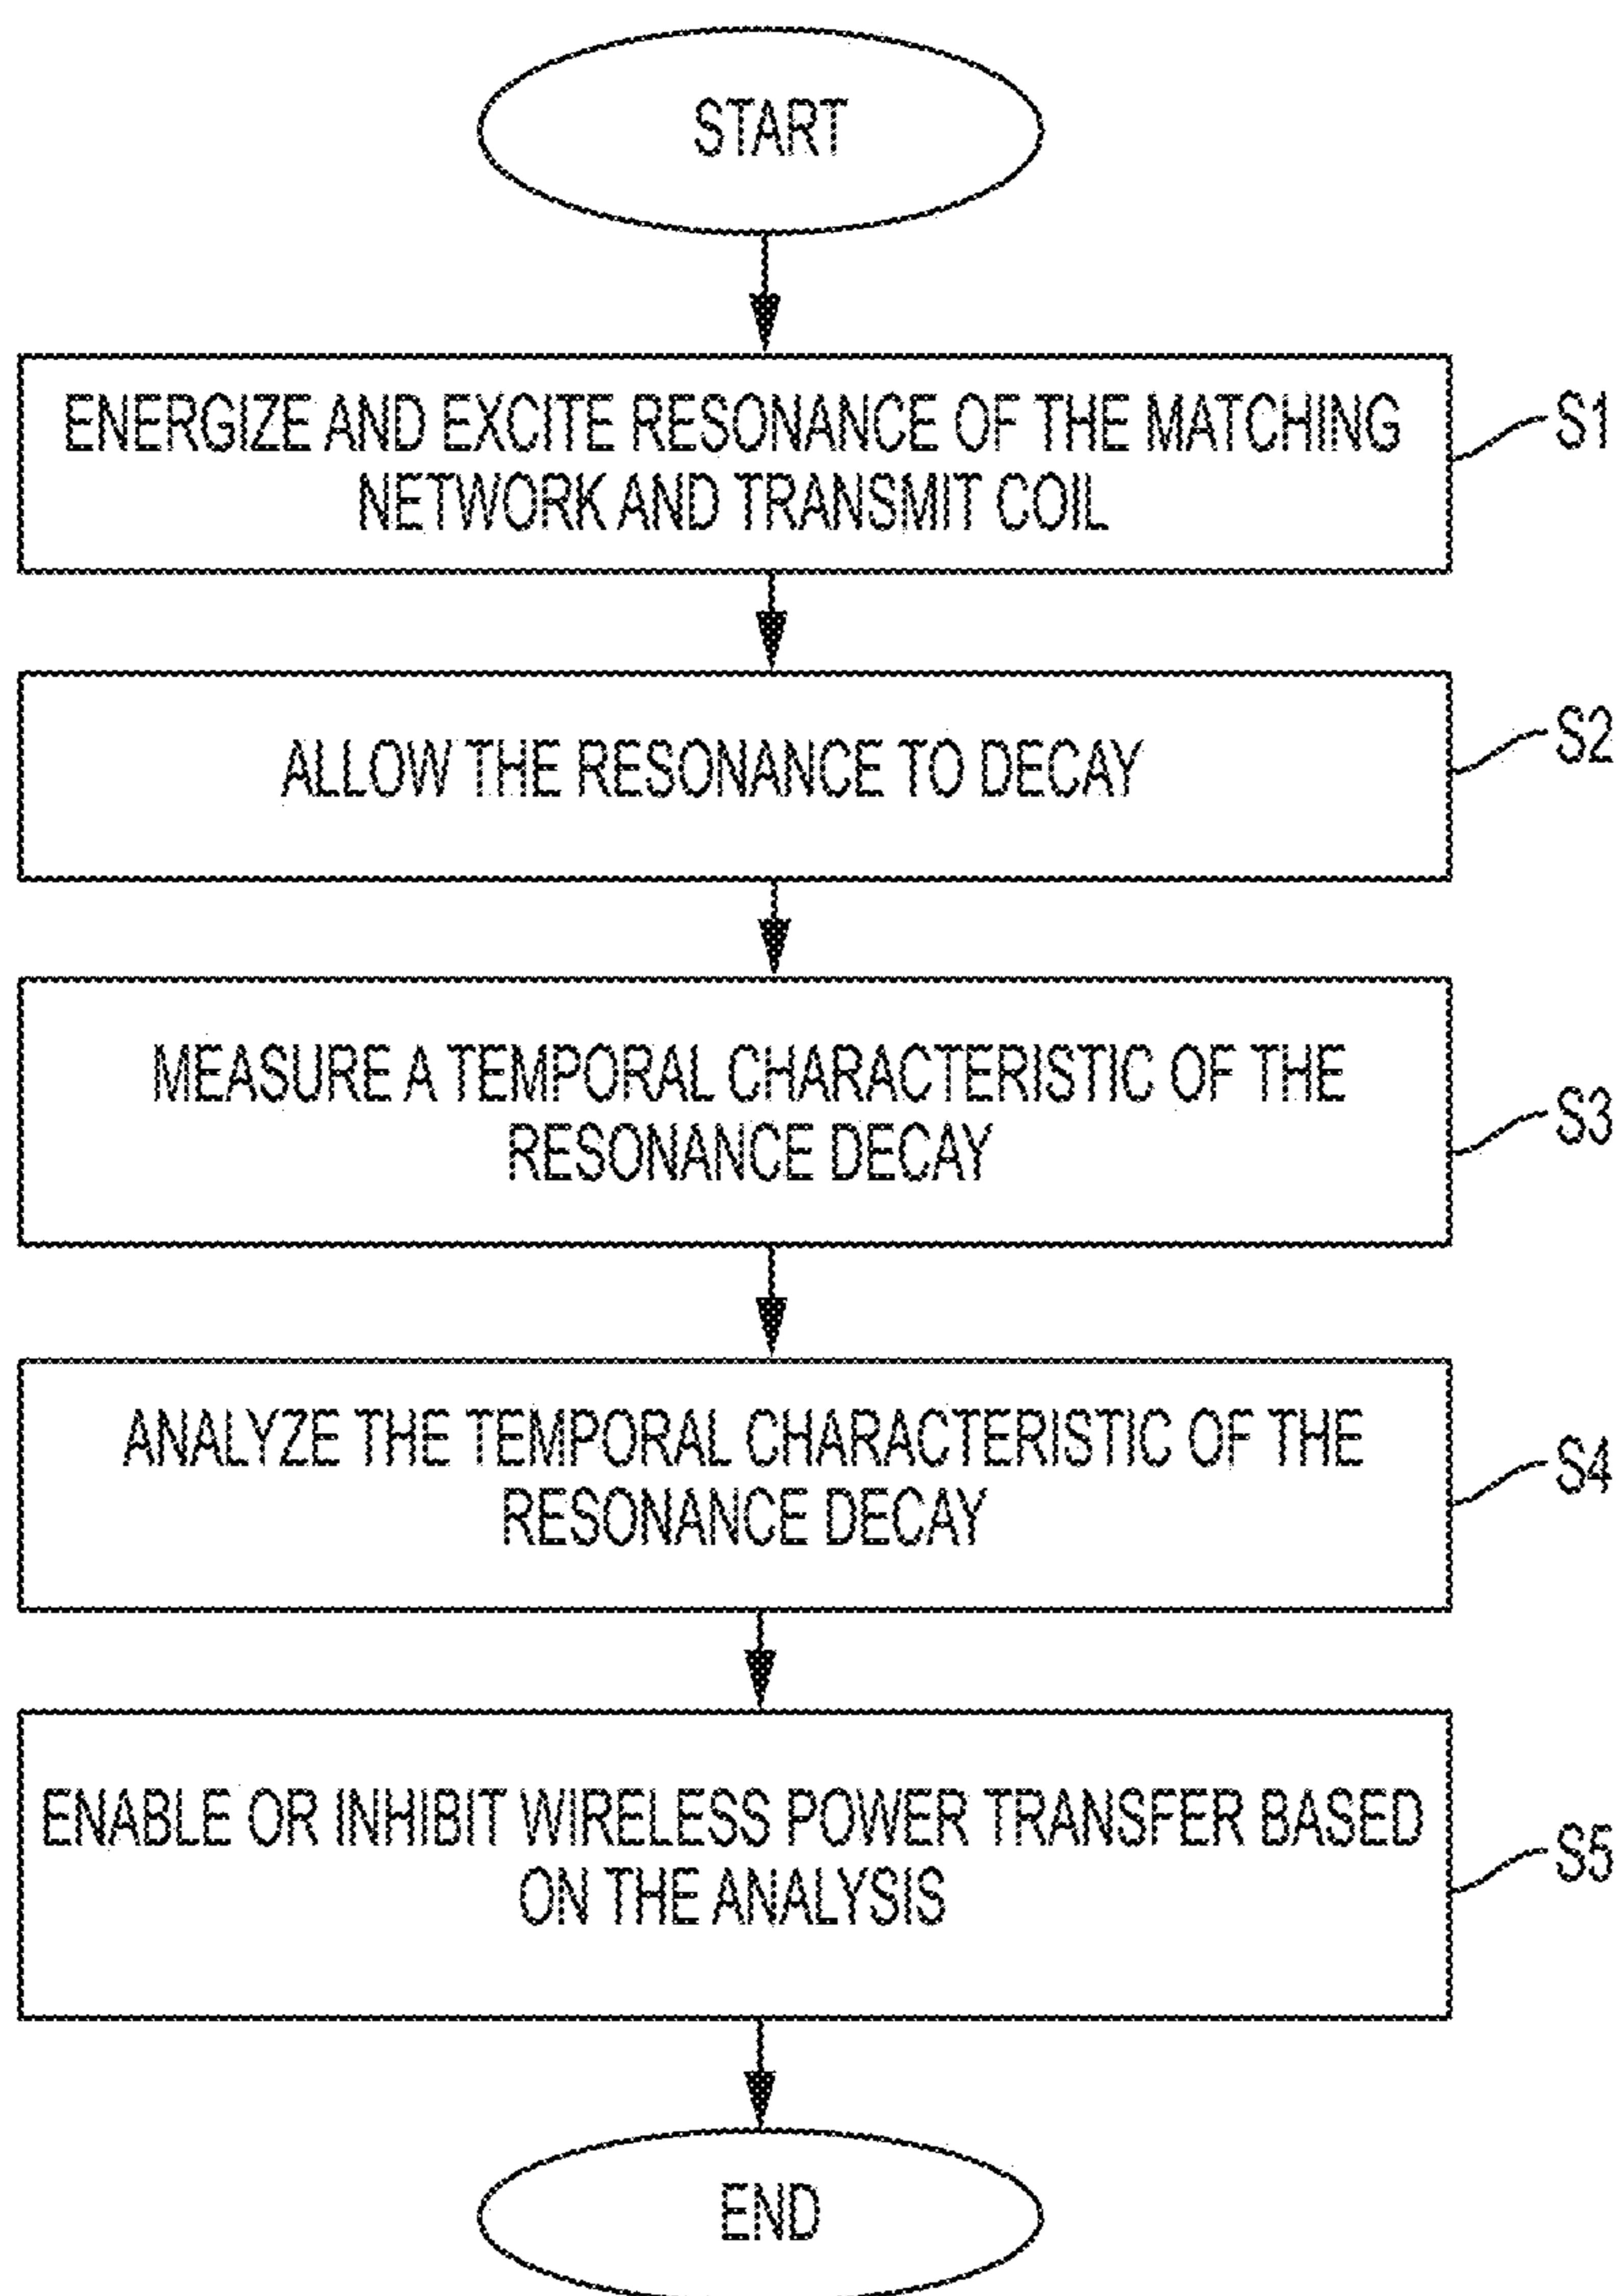 START
ENERGIZE AND EXCITE RESONANCE OF THE MATCHING
NETWORK AND TRANSMIT COIL
S1
ALLOW THE RESONANCE TO DECAY
S2
MEASURE A TEMPORAL CHARACTERISTIC OF THE
RESONANCE DECAY
S3
ANALYZE THE TEMPORAL CHARACTERISTIC OF THE
RESONANCE DECAY
S4
ENABLE OR INHIBIT WIRELESS POWER TRANSFER BASED
ON THE ANALYSIS
S5
END